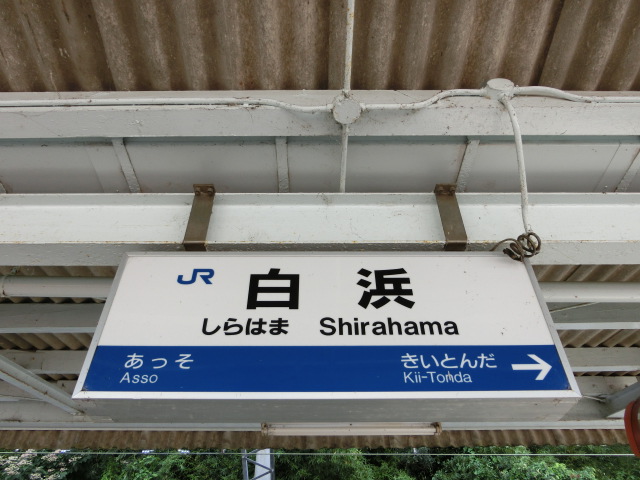 JR
白浜
しらはま Shirahama
あっそ きいとんだ
Asso Kii-Tonda